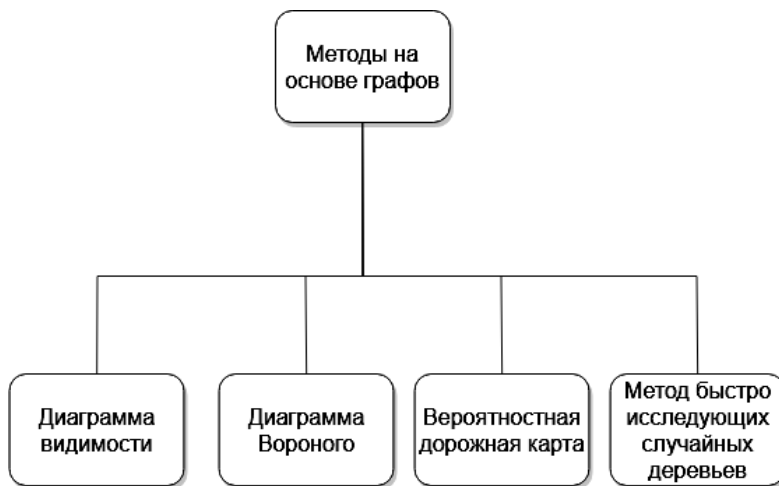 Методы на
основе графов
Диаграмма
видимости
Диаграмма
Вороного
Вероятностная
дорожная карта
Метод быстро
исследующих
случайных
деревьев